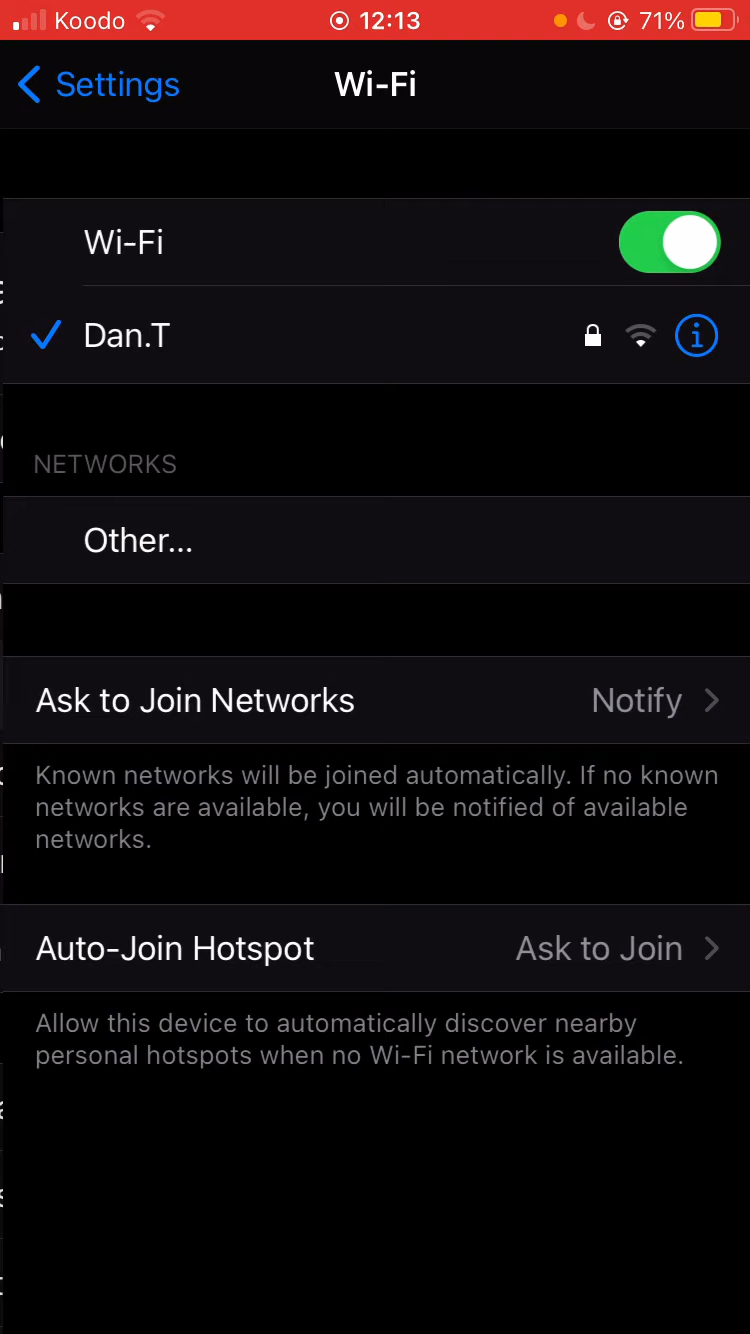 Koodo 12:13 71%
Settings Wi-Fi
Wi-Fi
Dan.T
NETWORKS
Other...
Ask to Join Networks Notify
Known networks will be joined automatically. If no known
networks are available, you will be notified of available
networks.
Auto-Join Hotspot Ask to Join
Allow this device to automatically discover nearby
personal hotspots when no Wi-Fi network is available.